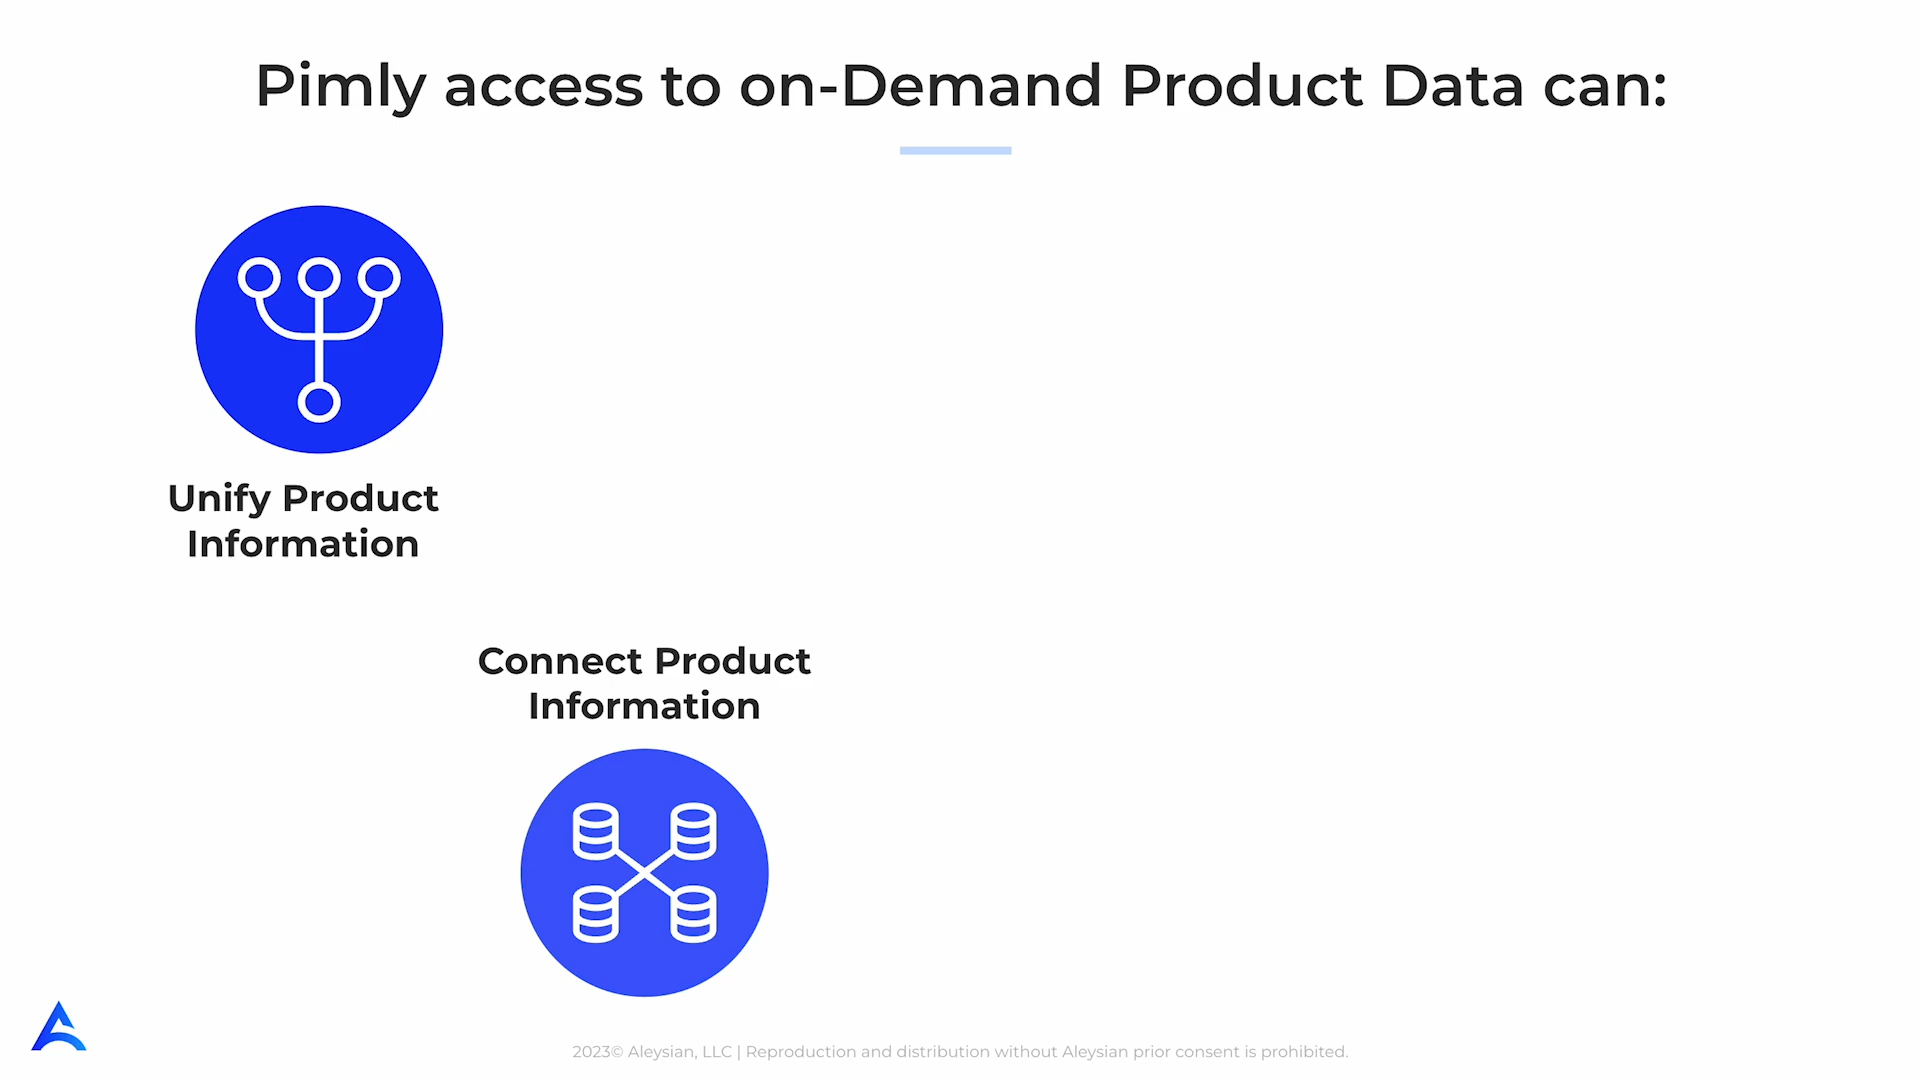 Pimly access to on-Demand Product Data can:
Unify Product
Information
Connect Product
Information
2023© Aleysian, LLC | Reproduction and distribution without Aleysian prior consent is prohibited.